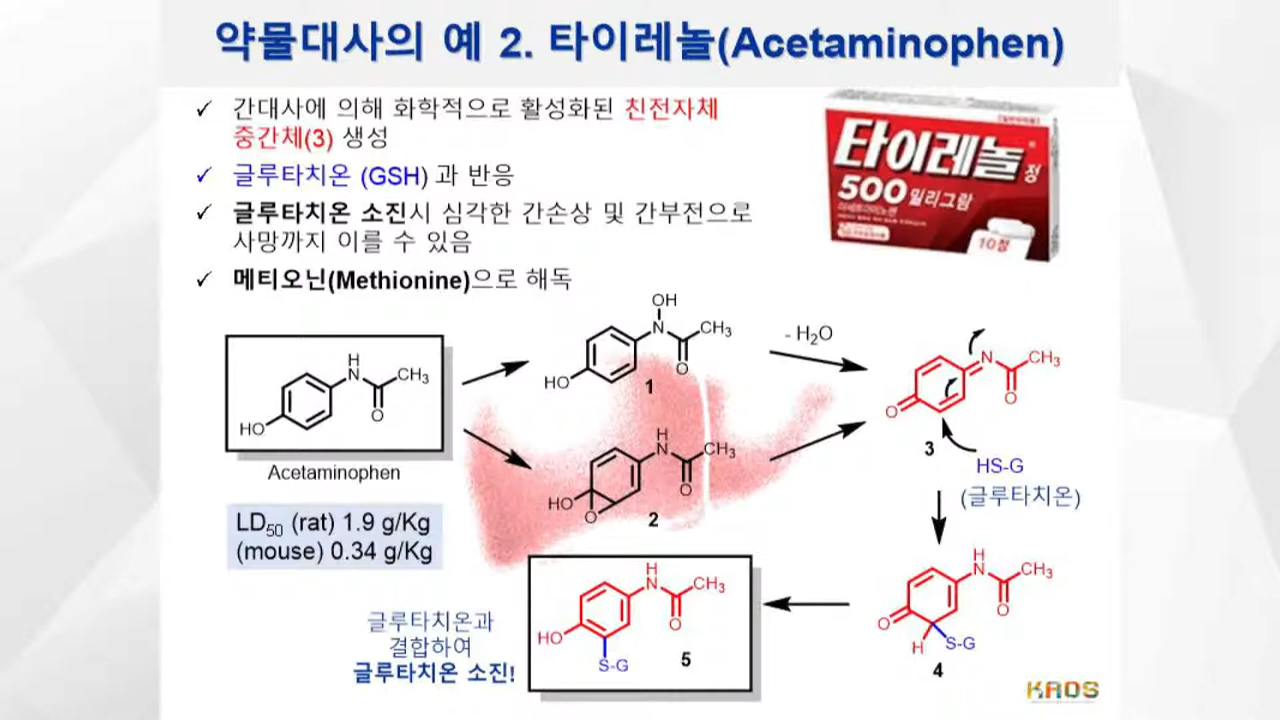 약물대사의 예 2. 타이레놀(Acetaminophen)
✓ 간대사에 의해 화학적으로 활성화된 친전자체
중간체(3) 생성
✓ 글루타치온 (GSH) 과 반응
✓ 글루타치온 소진시 심각한 간손상 및 간부전으로
사망까지 이를 수 있음
✓ 메티오닌(Methionine)으로 해독
타이레놀 정
500 밀리그람
10정
H
N
CH3
O
HO
Acetaminophen
LD50 (rat) 1.9 g/Kg
(mouse) 0.34 g/Kg
OH
N
CH3
O
HO
1
- H2O
H
N
CH3
O
HO
O
2
N
CH3
O
O
3
HS-G
(글루타치온)
H
N
CH3
O
O
H
S-G
4
H
N
CH3
O
HO
S-G
5
글루타치온과
결합하여
글루타치온 소진!
KAOS